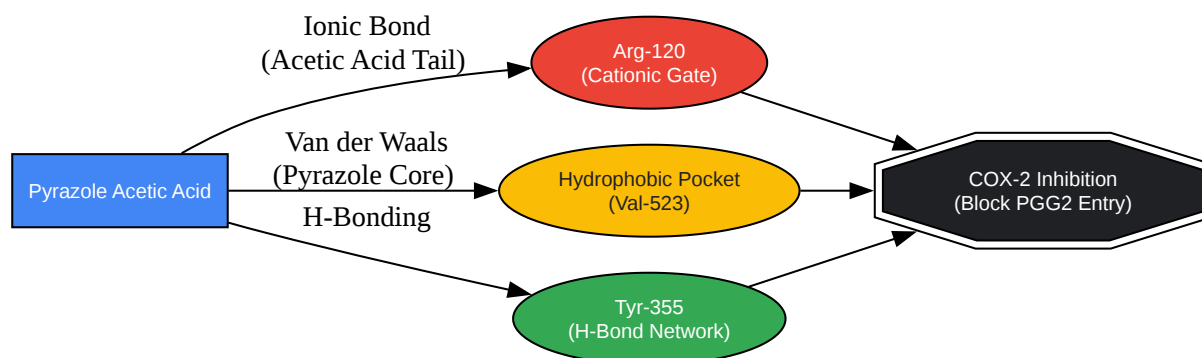 Ionic Bond
(Acetic Acid Tail)
Arg-120
(Cationic Gate)
Van der Waals
(Pyrazole Core)
Pyrazole Acetic Acid
Hydrophobic Pocket
(Val-523)
COX-2 Inhibition
(Block PGG2 Entry)
H-Bonding
Tyr-355
(H-Bond Network)